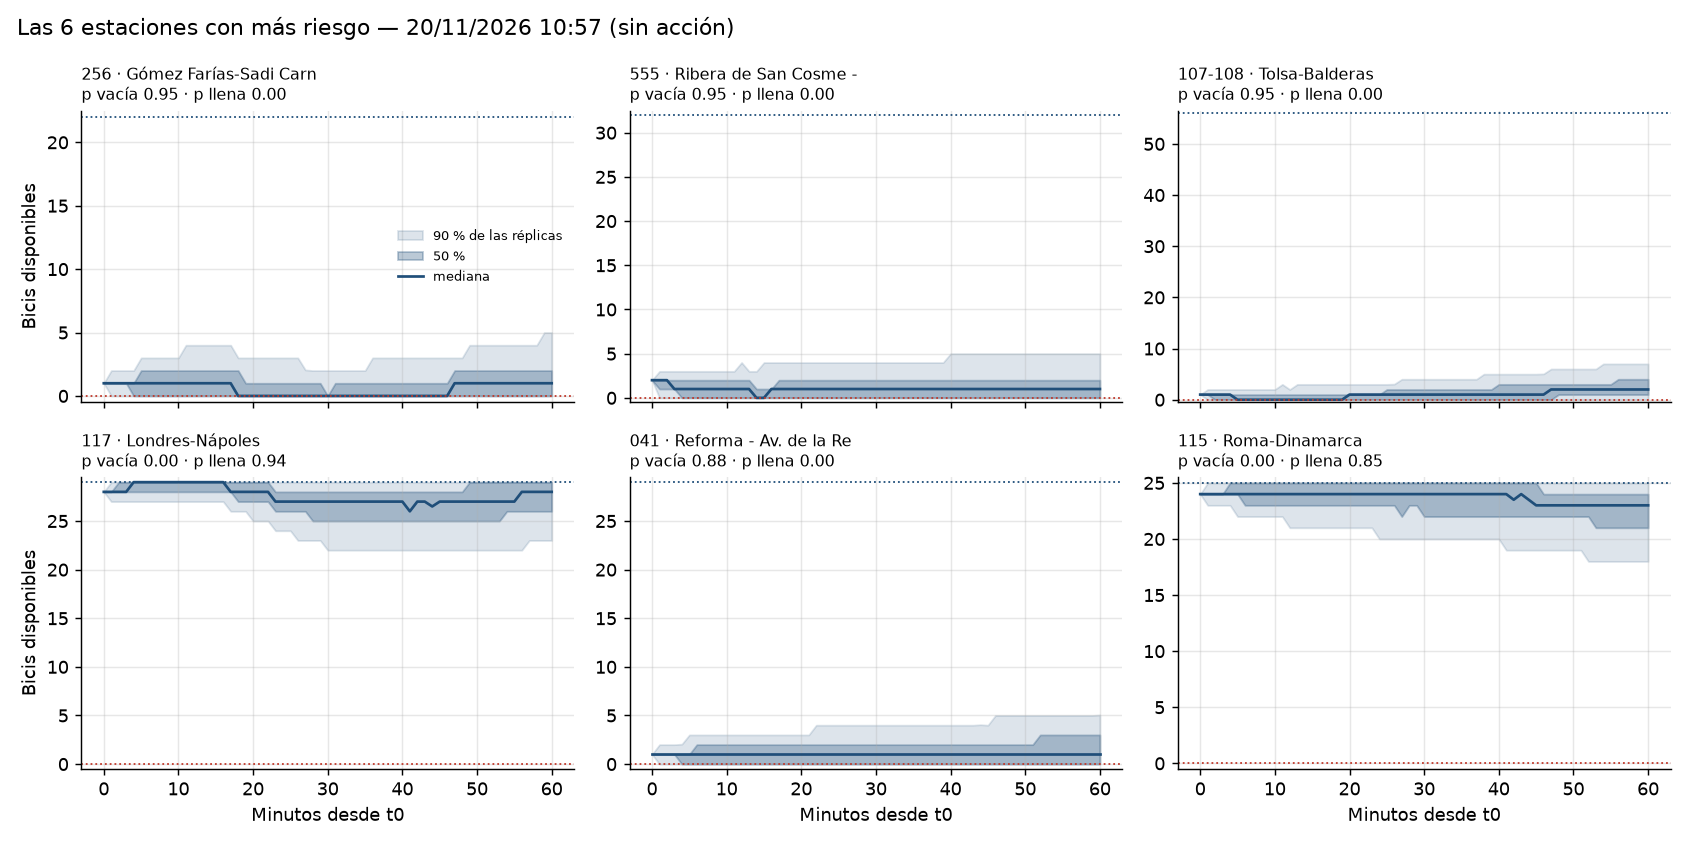 Las 6 estaciones con más riesgo — 20/11/2026 10:57 (sin acción)
256 · Gómez Farías-Sadi Carn
p vacía 0.95 · p llena 0.00
555 · Ribera de San Cosme -
p vacía 0.95 · p llena 0.00
107-108 · Tolsa-Balderas
p vacía 0.95 · p llena 0.00
Bicis disponibles
20
15
10
5
0
90 % de las réplicas
50 %
mediana
30
25
20
15
10
5
0
50
40
30
20
10
0
117 · Londres-Nápoles
p vacía 0.00 · p llena 0.94
041 · Reforma - Av. de la Re
p vacía 0.88 · p llena 0.00
115 · Roma-Dinamarca
p vacía 0.00 · p llena 0.85
Bicis disponibles
25
20
15
10
5
0
0 10 20 30 40 50 60
Minutos desde t0
25
20
15
10
5
0
0 10 20 30 40 50 60
Minutos desde t0
25
20
15
10
5
0
0 10 20 30 40 50 60
Minutos desde t0